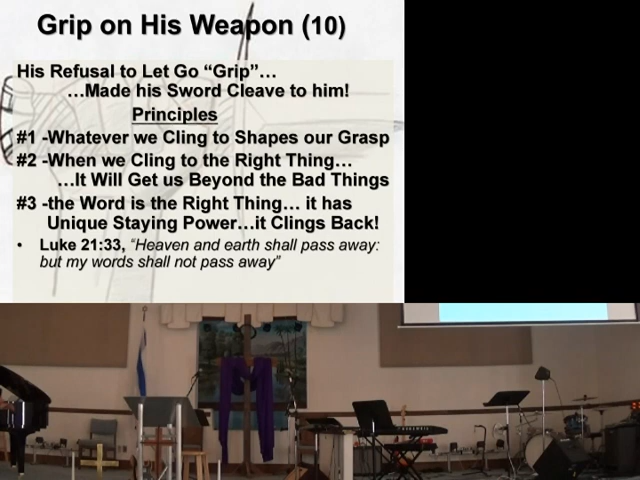 Grip on His Weapon (10)
His Refusal to Let Go “Grip”…
…Made his Sword Cleave to him!
Principles
#1 -Whatever we Cling to Shapes our Grasp
#2 -When we Cling to the Right Thing…
…It Will Get us Beyond the Bad Things
#3 -the Word is the Right Thing… it has
Unique Staying Power…it Clings Back!
• Luke 21:33, “Heaven and earth shall pass away:
but my words shall not pass away”